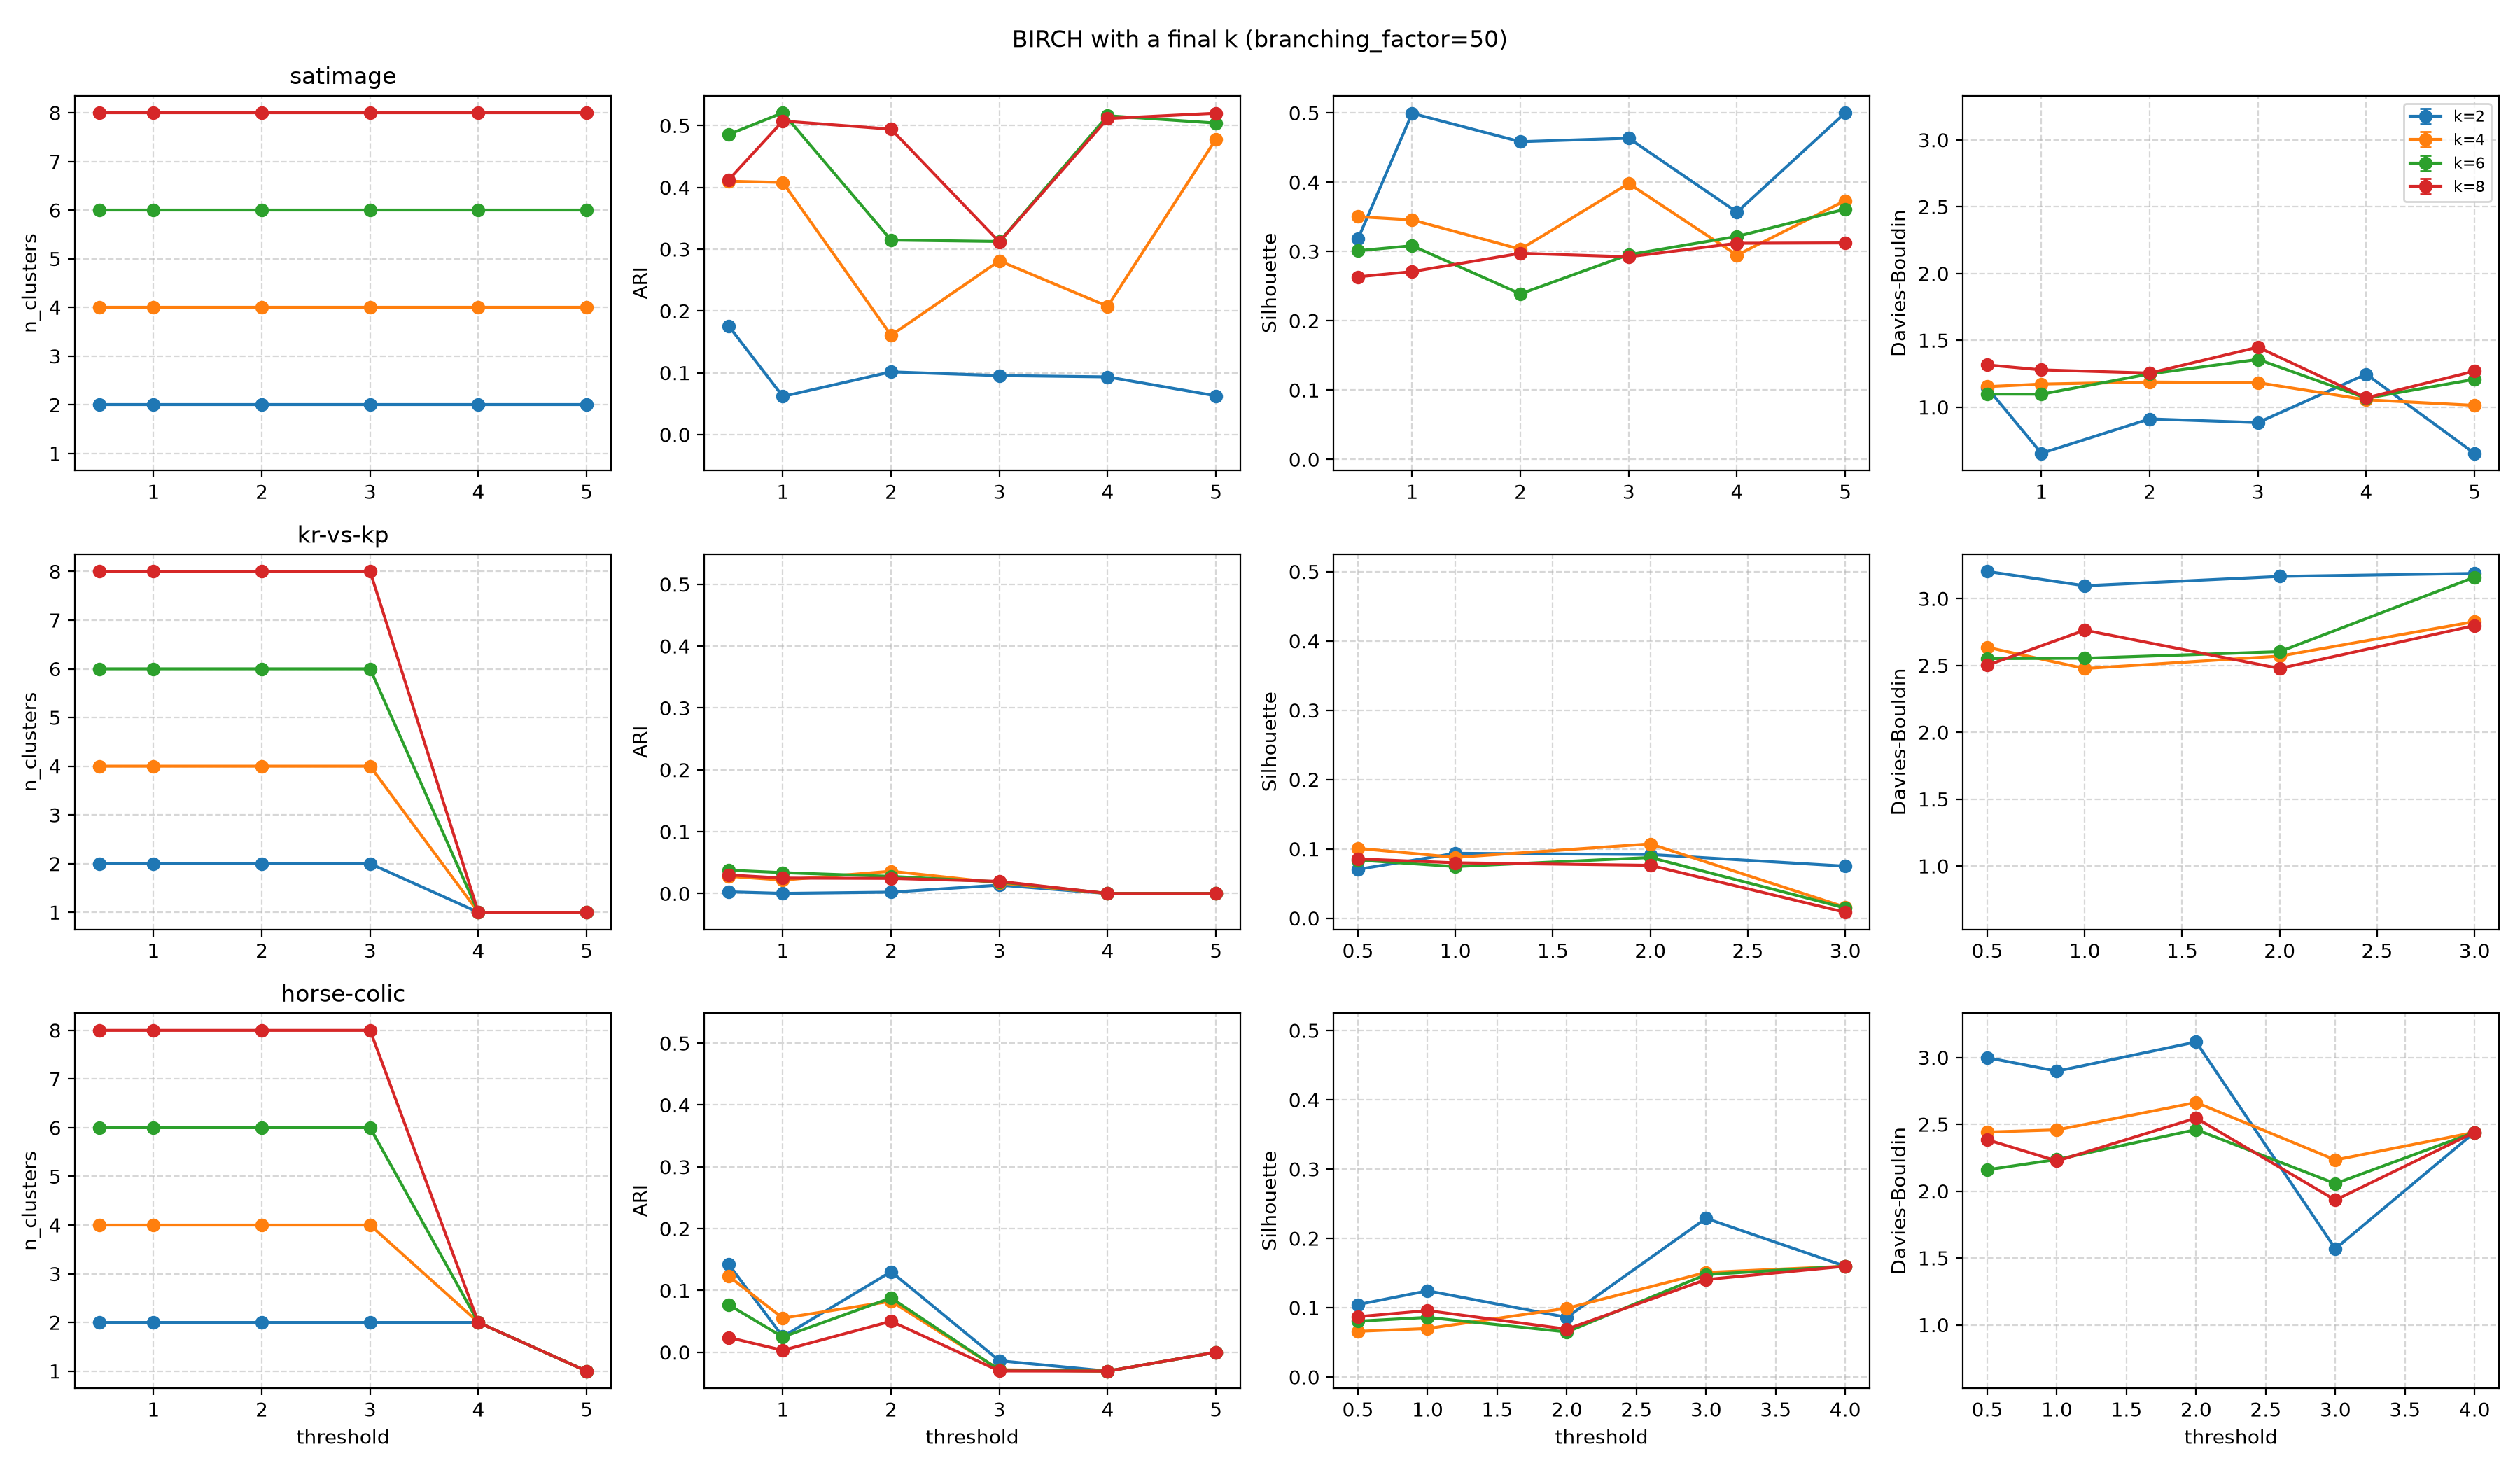 BIRCH with a final k (branching_factor=50)
satimage
n_clusters
8
7
6
5
4
3
2
1
1 2 3 4 5
ARI
0.5
0.4
0.3
0.2
0.1
0.0
1 2 3 4 5
Silhouette
0.5
0.4
0.3
0.2
0.1
0.0
1 2 3 4 5
Davies-Bouldin
3.0
2.5
2.0
1.5
1.0
1 2 3 4 5
k=2
k=4
k=6
k=8
kr-vs-kp
n_clusters
8
7
6
5
4
3
2
1
1 2 3 4 5
ARI
0.5
0.4
0.3
0.2
0.1
0.0
1 2 3 4 5
Silhouette
0.5
0.4
0.3
0.2
0.1
0.0
0.5 1.0 1.5 2.0 2.5 3.0
Davies-Bouldin
3.0
2.5
2.0
1.5
1.0
0.5 1.0 1.5 2.0 2.5 3.0
horse-colic
n_clusters
8
7
6
5
4
3
2
1
1 2 3 4 5
threshold
ARI
0.5
0.4
0.3
0.2
0.1
0.0
1 2 3 4 5
threshold
Silhouette
0.5
0.4
0.3
0.2
0.1
0.0
0.5 1.0 1.5 2.0 2.5 3.0 3.5 4.0
threshold
Davies-Bouldin
3.0
2.5
2.0
1.5
1.0
0.5 1.0 1.5 2.0 2.5 3.0 3.5 4.0
threshold